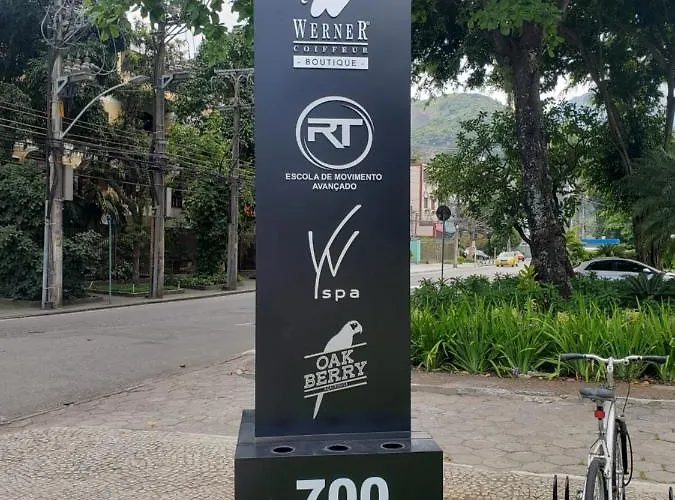 WERNER
COIFFEUR
- BOUTIQUE -
RT
ESCOLA DE MOVIMENTO
AVANÇADO
spa
OAK
BERRY
700